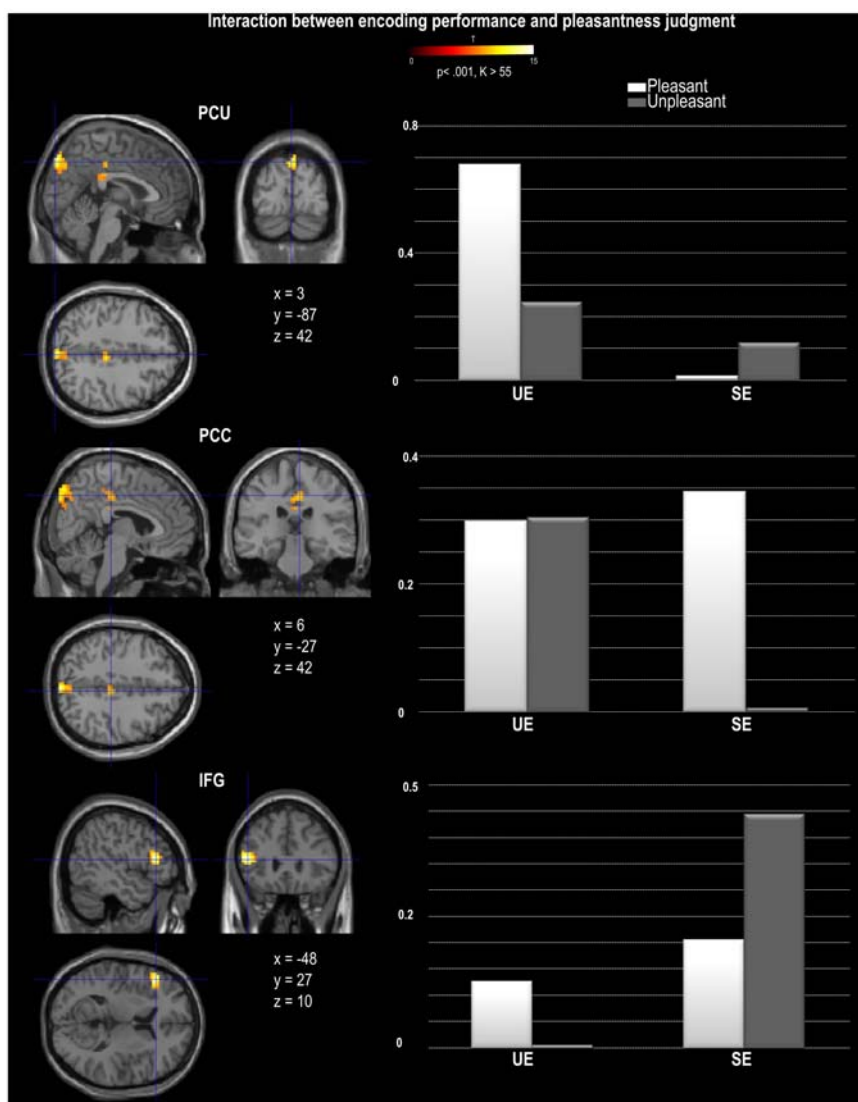 Interaction between encoding performance and pleasantness judgment
T
0 15
p< .001, K > 55
Pleasant
Unpleasant
PCU
x = 3
y = -87
z = 42
0.8
0.4
0
UE SE
PCC
x = 6
y = -27
z = 42
0.4
0.2
0
UE SE
IFG
x = -48
y = 27
z = 10
0.5
0.2
0
UE SE